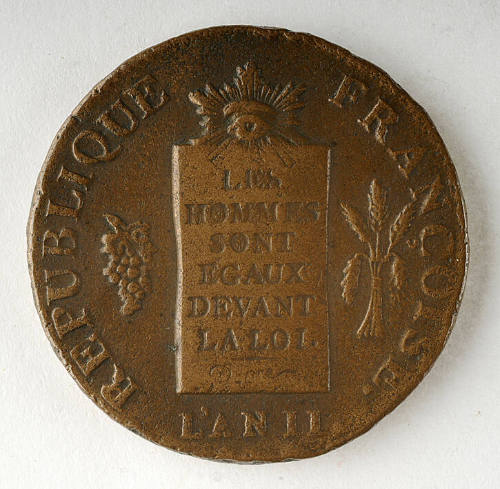 REPUBLIQUE FRANÇOISE.
LES
HOMMES
SONT
EGAUX
DEVANT
LA LOI.
L'AN II